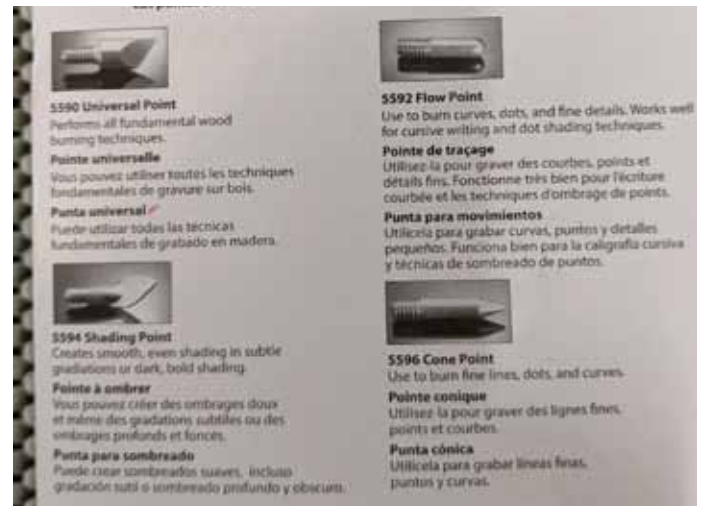 5590 Universal Point
Performs all fundamental wood
burning techniques.
Pointe universelle
Vous pouvez utiliser toutes les techniques
fondamentales de gravure sur bois.
Punta universal
Puede utilizar todas las técnicas
fundamentales de grabado en madera.
5594 Shading Point
Creates smooth, even shading in subtle
gradiations or dark, bold shading.
Pointe à ombrer
Vous pouvez créer des ombrages doux
et même des gradations subtiles ou des
ombrages profonds et foncés.
Punta para sombreado
Puede crear sombreados suaves, incluso
gradación sutil o sombreado profundo y obscuro.
5592 Flow Point
Use to burn curves, dots, and fine details. Works well
for cursive writing and dot shading techniques.
Pointe de traçage
Utilisez-la pour graver des courbes, points et
détails fins. Fonctionne très bien pour l'écriture
courbée et les techniques d'ombrage de points.
Punta para movimientos
Utilícela para grabar curvas, puntos y detalles
pequeños. Funciona bien para la caligrafía cursiva
y técnicas de sombreado de puntos.
5596 Cone Point
Use to burn fine lines, dots, and curves.
Pointe conique
Utilisez-la pour graver des lignes fines,
points et courbes.
Punta cónica
Utilícela para grabar líneas finas,
puntos y curvas.